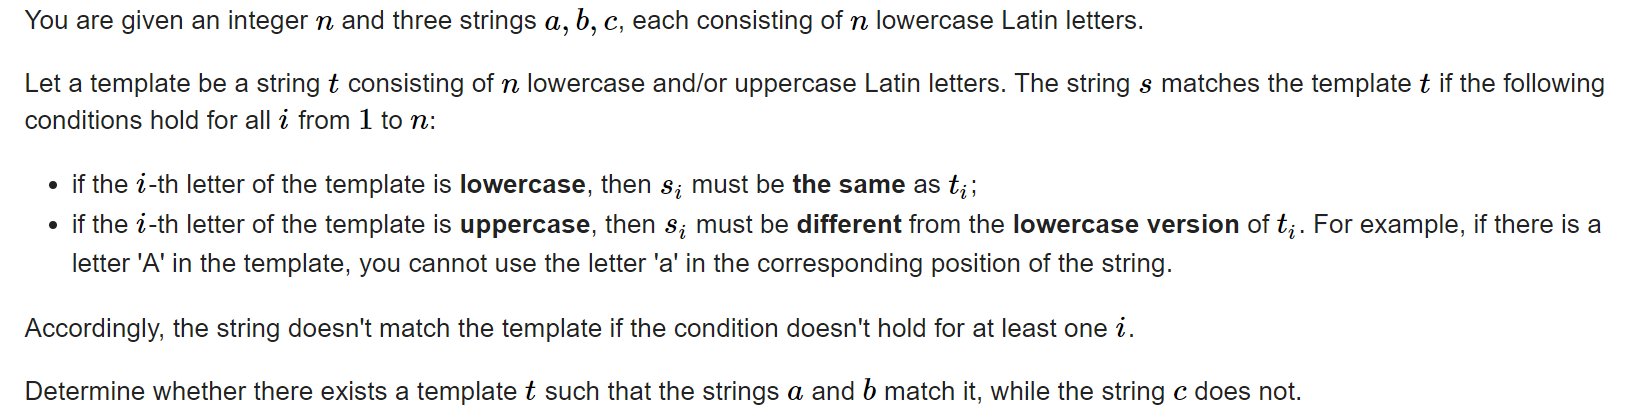 You are given an integer n and three strings a, b, c, each consisting of n lowercase Latin letters.
Let a template be a string t consisting of n lowercase and/or uppercase Latin letters. The string s matches the template t if the following
conditions hold for all i from 1 to n:
• if the i-th letter of the template is lowercase, then s_i must be the same as t_i;
• if the i-th letter of the template is uppercase, then s_i must be different from the lowercase version of t_i. For example, if there is a
letter 'A' in the template, you cannot use the letter 'a' in the corresponding position of the string.
Accordingly, the string doesn't match the template if the condition doesn't hold for at least one i.
Determine whether there exists a template t such that the strings a and b match it, while the string c does not.